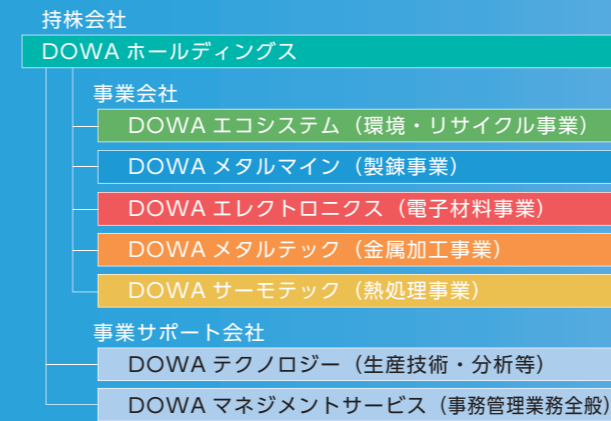 持株会社
DOWA ホールディングス
事業会社
DOWA エコシステム（環境・リサイクル事業）
DOWA メタルマイン（製錬事業）
DOWA エレクトロニクス（電子材料事業）
DOWA メタルテック（金属加工事業）
DOWA サーモテック（熱処理事業）
事業サポート会社
DOWA テクノロジー（生産技術・分析等）
DOWA マネジメントサービス（事務管理業務全般）